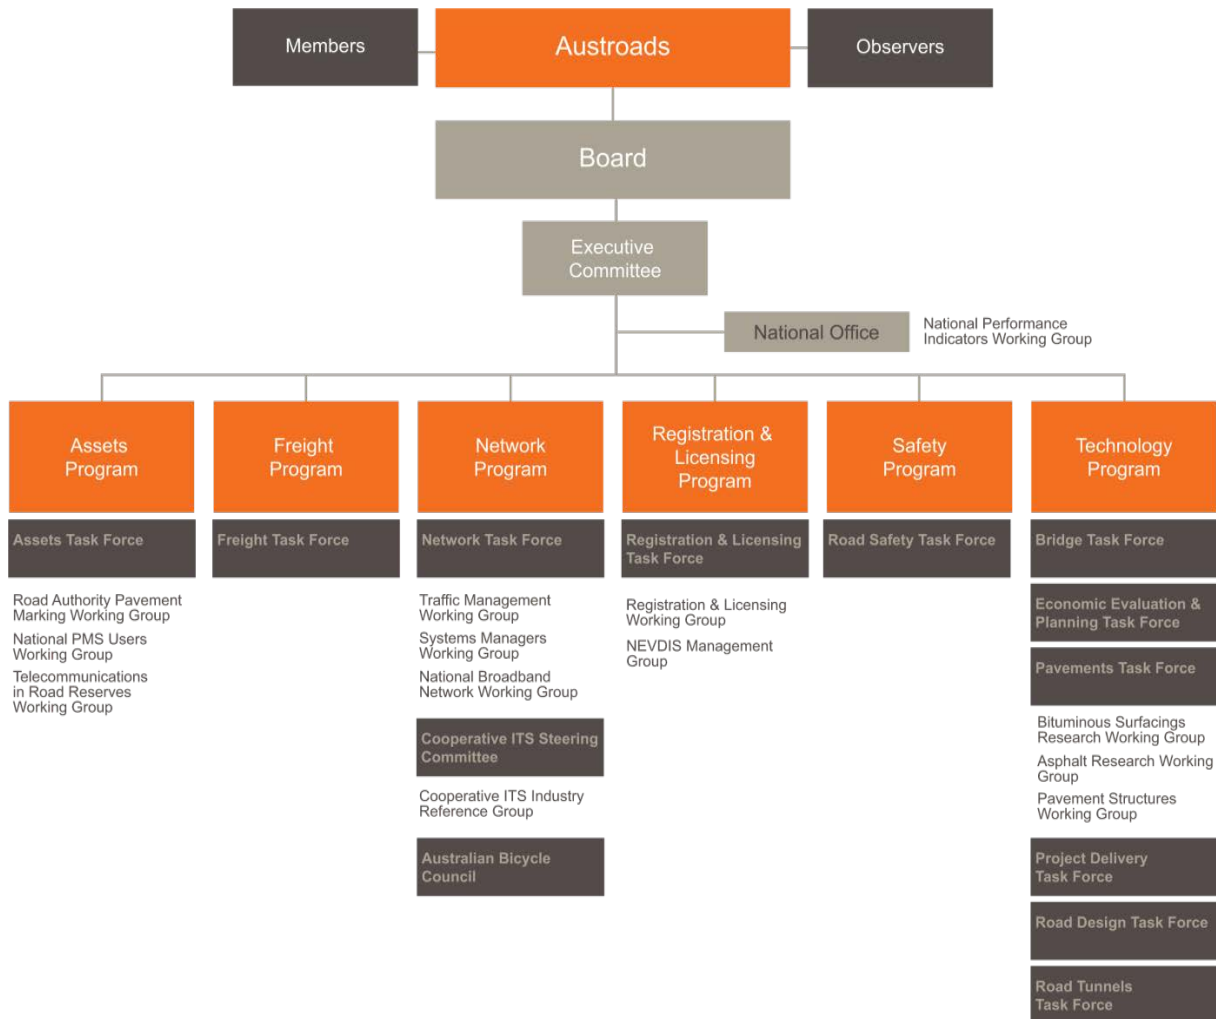 Members
Austroads
Observers
Board
Executive
Committee
National Office
National Performance
Indicators Working Group
Assets
Program
Freight
Program
Network
Program
Registration &
Licensing
Program
Safety
Program
Technology
Program
Assets Task Force
Road Authority Pavement
Marking Working Group
National PMS Users
Working Group
Telecommunications
in Road Reserves
Working Group
Freight Task Force
Network Task Force
Traffic Management
Working Group
Systems Managers
Working Group
National Broadband
Network Working Group
Cooperative ITS Steering
Committee
Cooperative ITS Industry
Reference Group
Australian Bicycle
Council
Registration & Licensing
Task Force
Registration & Licensing
Working Group
NEVDIS Management
Group
Road Safety Task Force
Bridge Task Force
Economic Evaluation &
Planning Task Force
Pavements Task Force
Bituminous Surfacings
Research Working Group
Asphalt Research Working
Group
Pavement Structures
Working Group
Project Delivery
Task Force
Road Design Task Force
Road Tunnels
Task Force